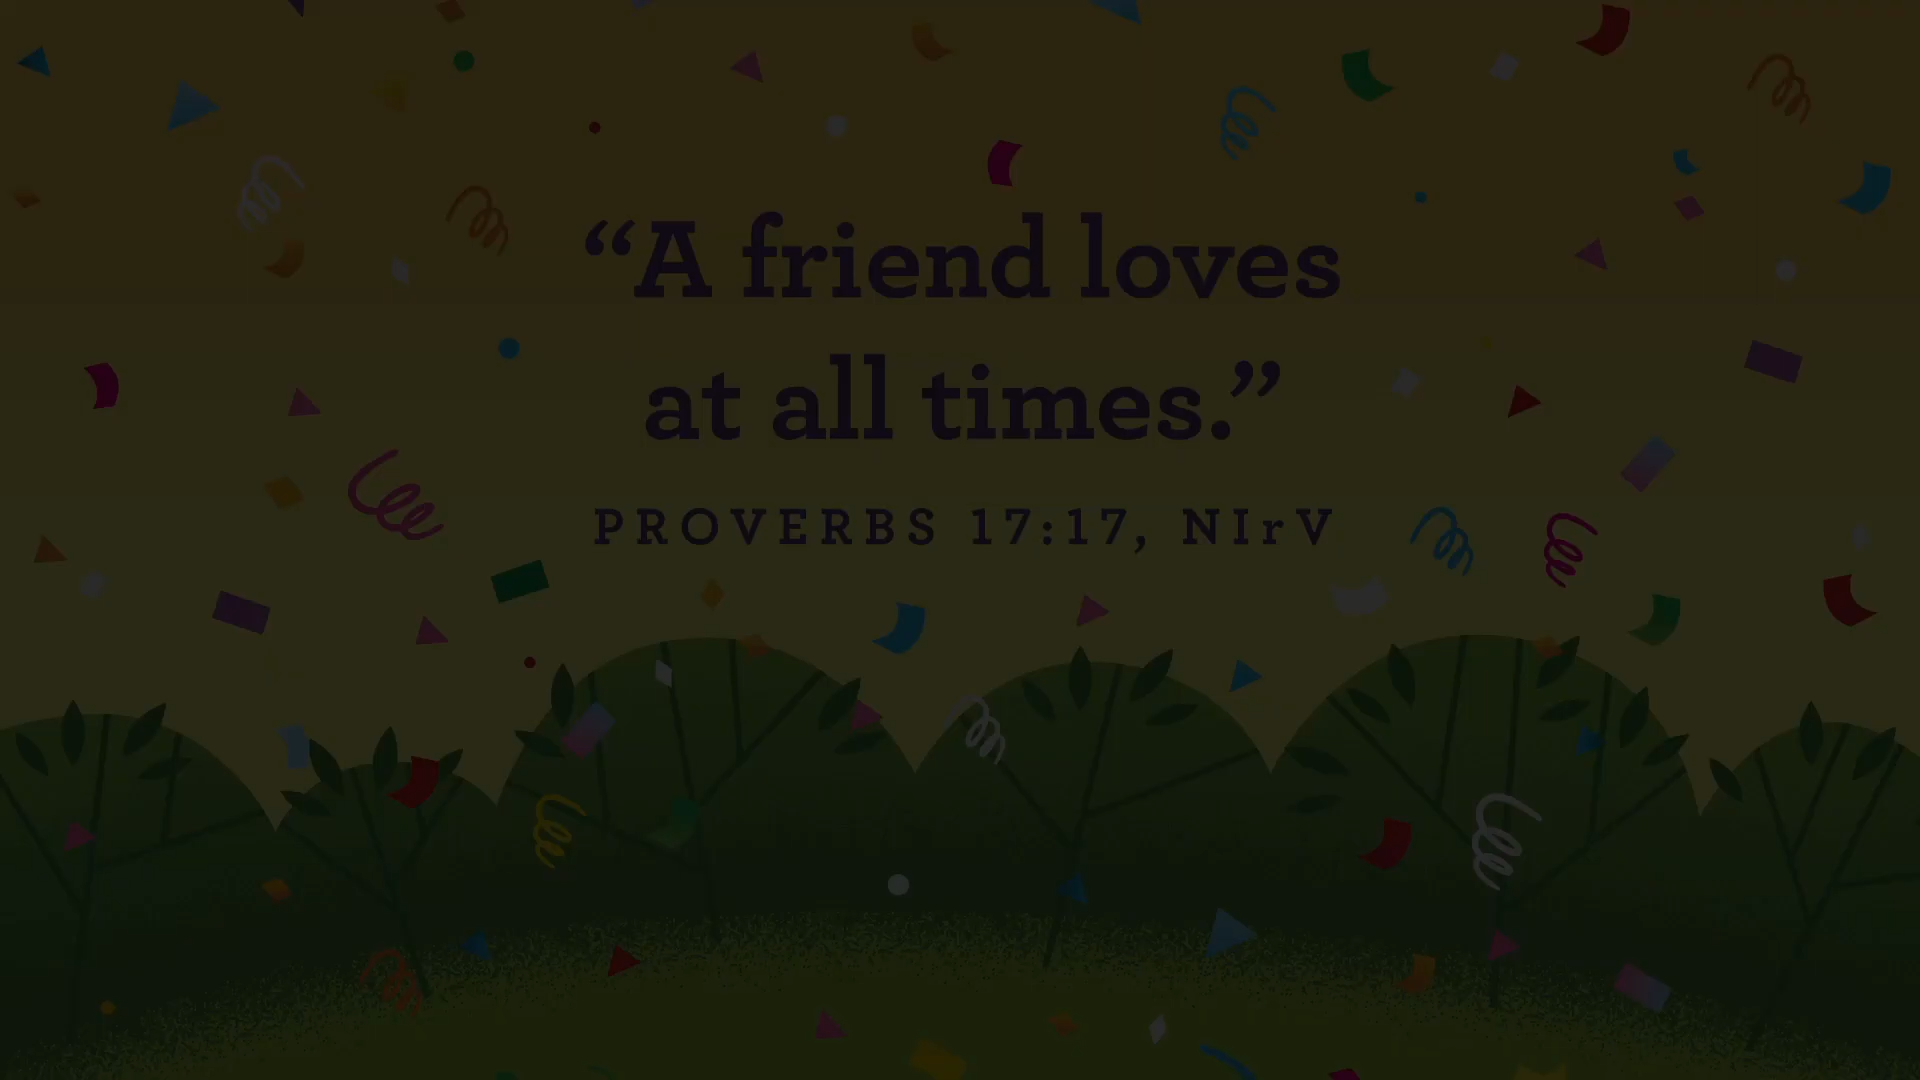 “A friend loves
at all times.”
PROVERBS 17:17, NIrV